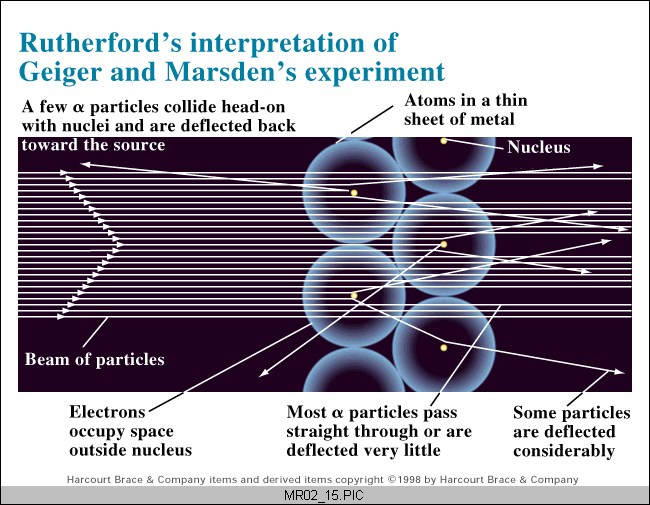 Rutherford's interpretation of
Geiger and Marsden's experiment
A few α particles collide head-on
with nuclei and are deflected back
toward the source
Atoms in a thin
sheet of metal
Nucleus
Beam of particles
Electrons
occupy space
outside nucleus
Most α particles pass
straight through or are
deflected very little
Some particles
are deflected
considerably
Harcourt Brace & Company items and derived items copyright ©1998 by Harcourt Brace & Company
MR02_15.PIC